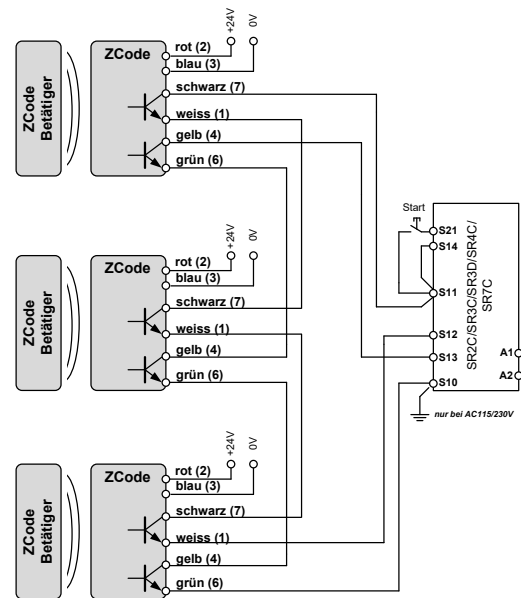 ZCode
Betätiger
ZCode
rot (2)
blau (3)
schwarz (7)
weiss (1)
gelb (4)
grün (6)
+24V
0V
ZCode
Betätiger
ZCode
rot (2)
blau (3)
schwarz (7)
weiss (1)
gelb (4)
grün (6)
+24V
0V
ZCode
Betätiger
ZCode
rot (2)
blau (3)
schwarz (7)
weiss (1)
gelb (4)
grün (6)
+24V
0V
Start
S21
S14
S11
S12
S13
S10
SR2C/SR3C/SR3D/SR4C/
SR7C
A1
A2
nur bei AC115/230V